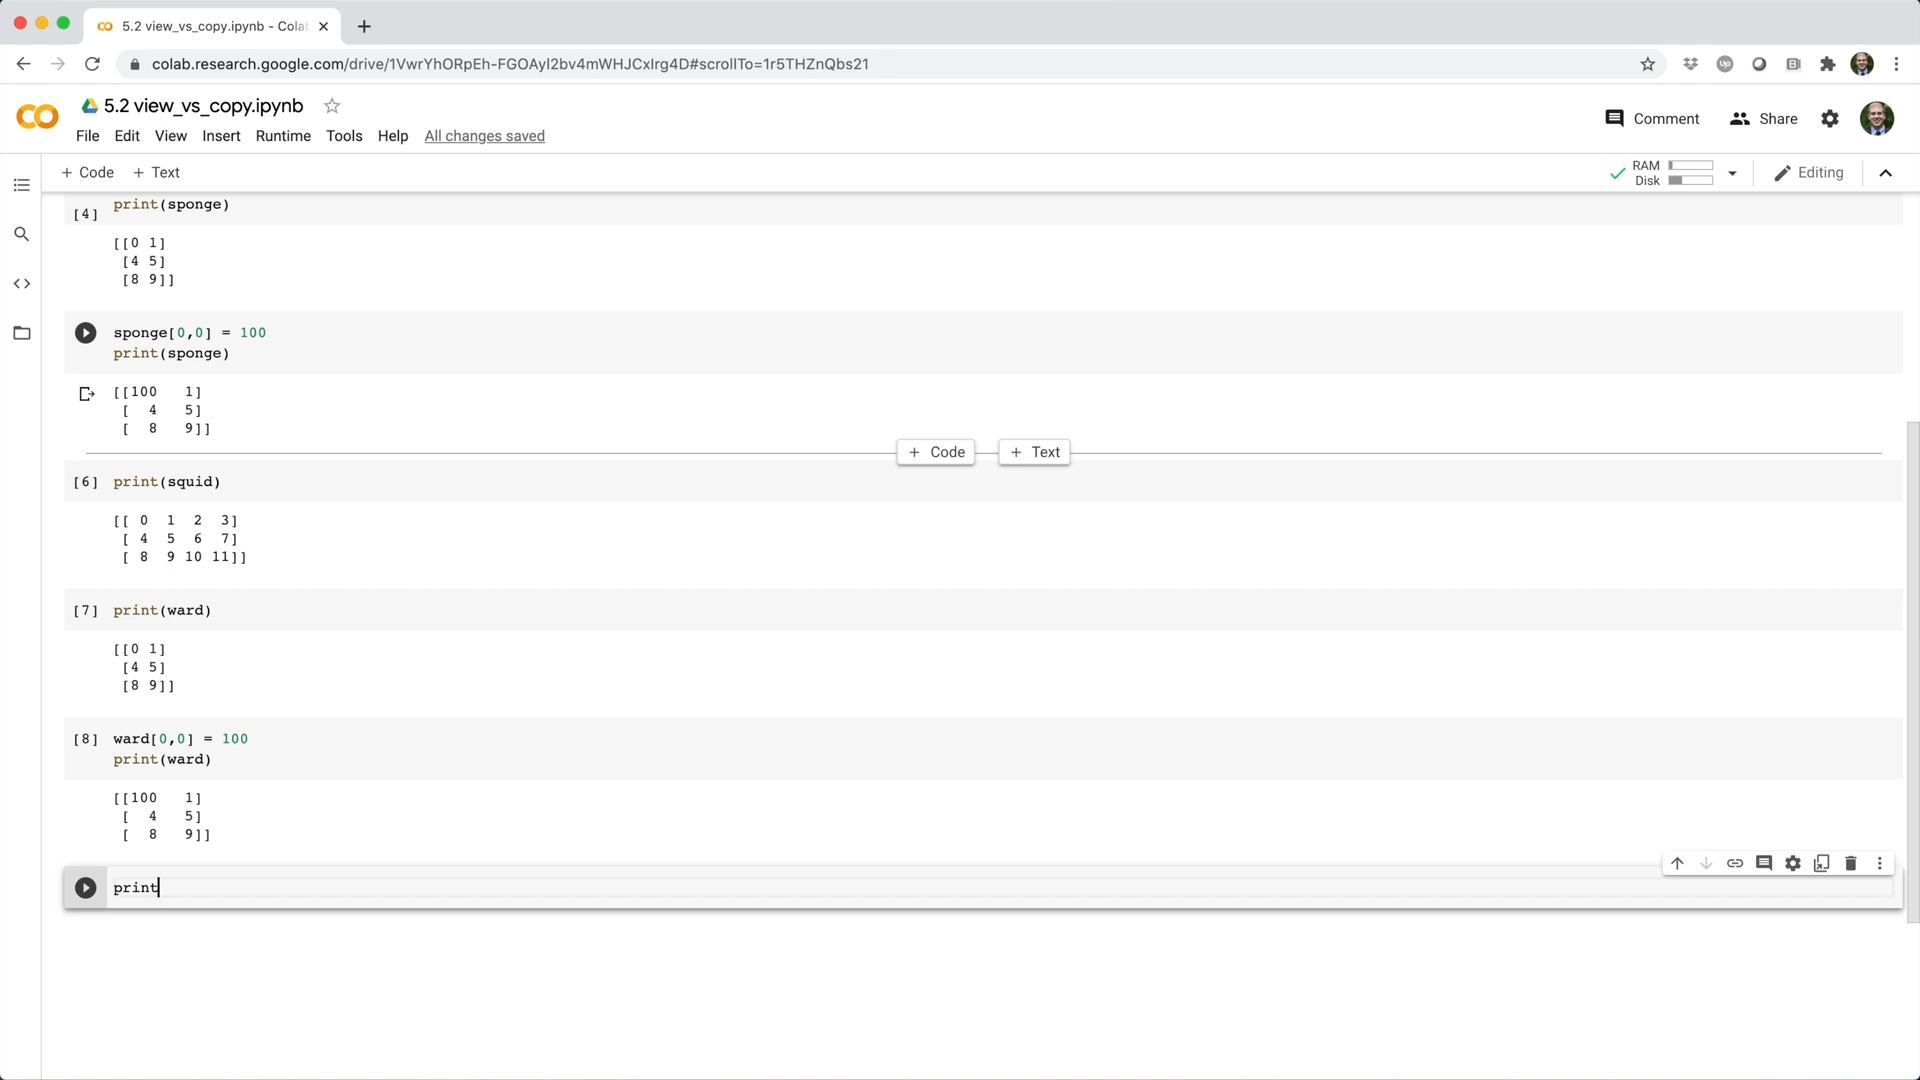 5.2 view_vs_copy.ipynb - Cola
colab.research.google.com/drive/1VwrYhORpEh-FGOAyI2bv4mWHJCxIrg4D#scrollTo=1r5THZnQbs21
5.2 view_vs_copy.ipynb
Comment Share
File Edit View Insert Runtime Tools Help All changes saved
+ Code + Text
RAM
Disk
Editing
[4] print(sponge)
[[0 1]
[4 5]
[8 9]]
sponge[0,0] = 100
print(sponge)
[[100   1]
[  4   5]
[  8   9]]
+ Code + Text
[6] print(squid)
[[ 0  1  2  3]
[ 4  5  6  7]
[ 8  9 10 11]]
[7] print(ward)
[[0 1]
[4 5]
[8 9]]
[8] ward[0,0] = 100
print(ward)
[[100   1]
[  4   5]
[  8   9]]
print